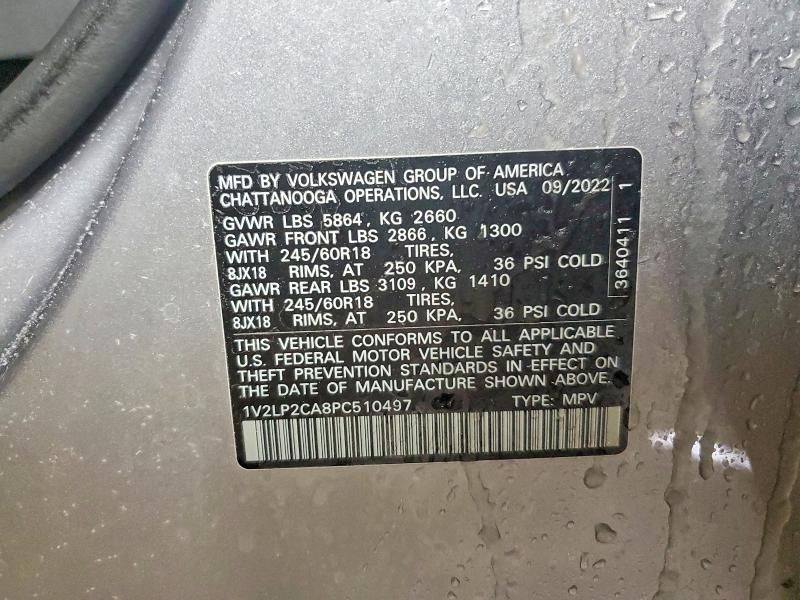 MFD BY VOLKSWAGEN GROUP OF AMERICA
CHATTANOOGA OPERATIONS, LLC. USA 09/2022
GVWR LBS 5864, KG 2660
GAWR FRONT LBS 2866, KG 1300
WITH 245/60R18 TIRES,
8JX18 RIMS, AT 250 KPA, 36 PSI COLD
GAWR REAR LBS 3109, KG 1410
WITH 245/60R18 TIRES,
8JX18 RIMS, AT 250 KPA, 36 PSI COLD
THIS VEHICLE CONFORMS TO ALL APPLICABLE
U.S. FEDERAL MOTOR VEHICLE SAFETY AND
THEFT PREVENTION STANDARDS IN EFFECT ON
THE DATE OF MANUFACTURE SHOWN ABOVE.
1V2LP2CA8PC510497 TYPE: MPV
3640411 1